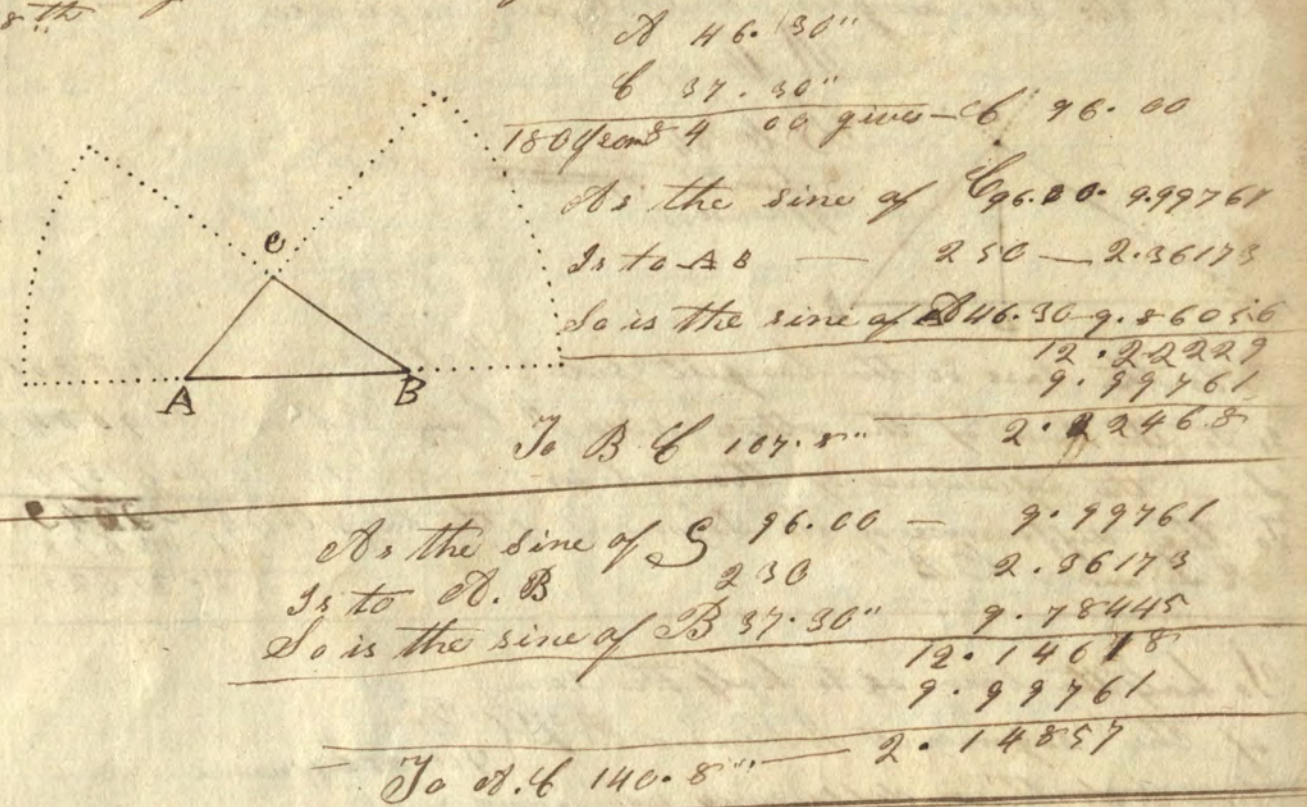 8th
A 46.30"
C 37.30"
180 from 84 00 gives - C 96.00
As the sine of C 96.00. 9.99761
Is to AB — 230 — 2.36173
So is the sine of A 46.30 - 9.86056
12.22229
9.99761
To B C 167.8" 2.22468
C
A B
As the sine of C 96.00 — 9.99761
Is to A.B 230 2.36173
So is the sine of B 37.30" 9.78445
12.14618
9.99761
To A.C 140.8" — 2.14857